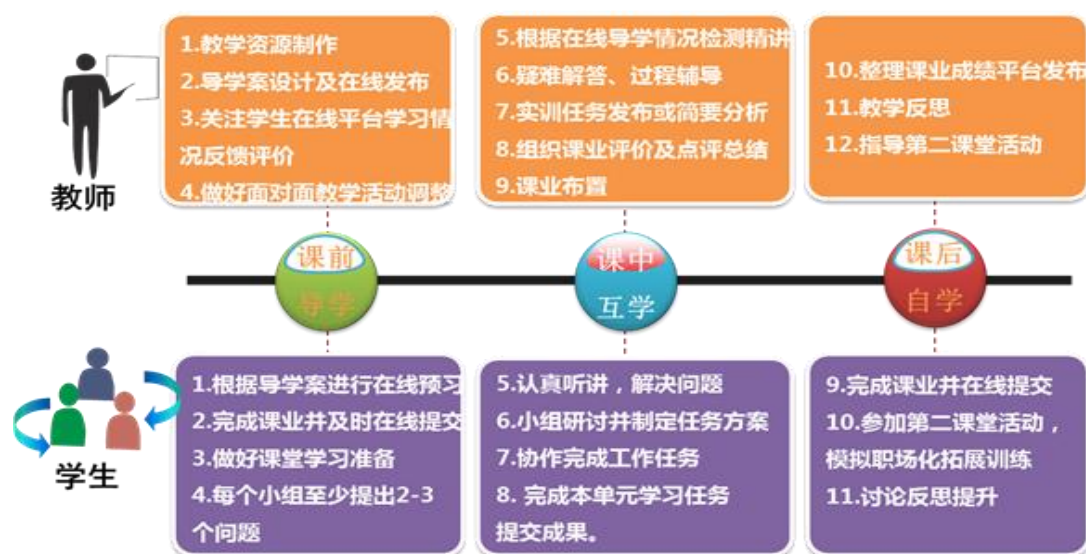 教师
1.教学资源制作
2.导学案设计及在线发布
3.关注学生在线平台学习情
况反馈评价
4.做好面对面教学活动调整
5.根据在线导学情况检测精讲
6.疑难解答、过程辅导
7.实训任务发布或简要分析
8.组织课业评价及点评总结
9.课业布置
10.整理课业成绩平台发布
11.教学反思
12.指导第二课堂活动
课前
导学
课中
互学
课后
自学
学生
1.根据导学案进行在线预习
2.完成课业并及时在线提交
3.做好课堂学习准备
4.每个小组至少提出2-3
个问题
5.认真听讲，解决问题
6.小组研讨并制定任务方案
7.协作完成工作任务
8. 完成本单元学习任务
提交成果。
9.完成课业并在线提交
10.参加第二课堂活动，
模拟职场化拓展训练
11.讨论反思提升